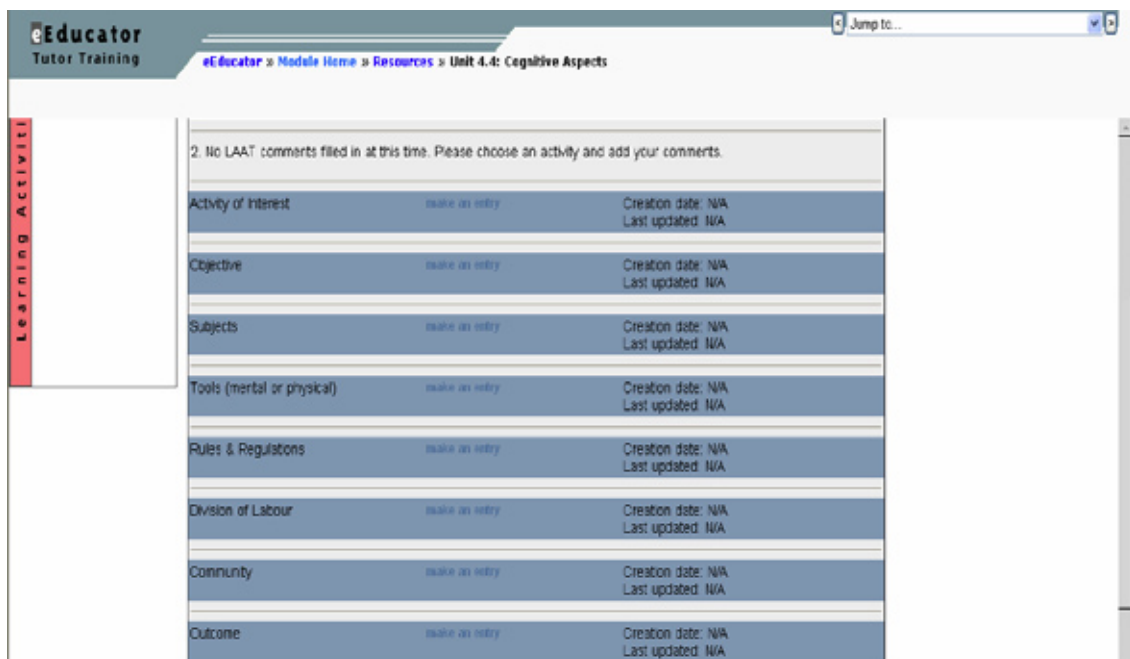 eEducator
Tutor Training
< Jump to... >
eEducator » Module Home » Resources » Unit 4.4: Cognitive Aspects
Learning Activiti
2. No LAAT comments filled in at this time. Please choose an activity and add your comments.
Activity of Interest make an entry Creation date: N/A
Last updated: N/A
Objective make an entry Creation date: N/A
Last updated: N/A
Subjects make an entry Creation date: N/A
Last updated: N/A
Tools (mental or physical) make an entry Creation date: N/A
Last updated: N/A
Rules & Regulations make an entry Creation date: N/A
Last updated: N/A
Division of Labour make an entry Creation date: N/A
Last updated: N/A
Community make an entry Creation date: N/A
Last updated: N/A
Outcome make an entry Creation date: N/A
Last updated: N/A